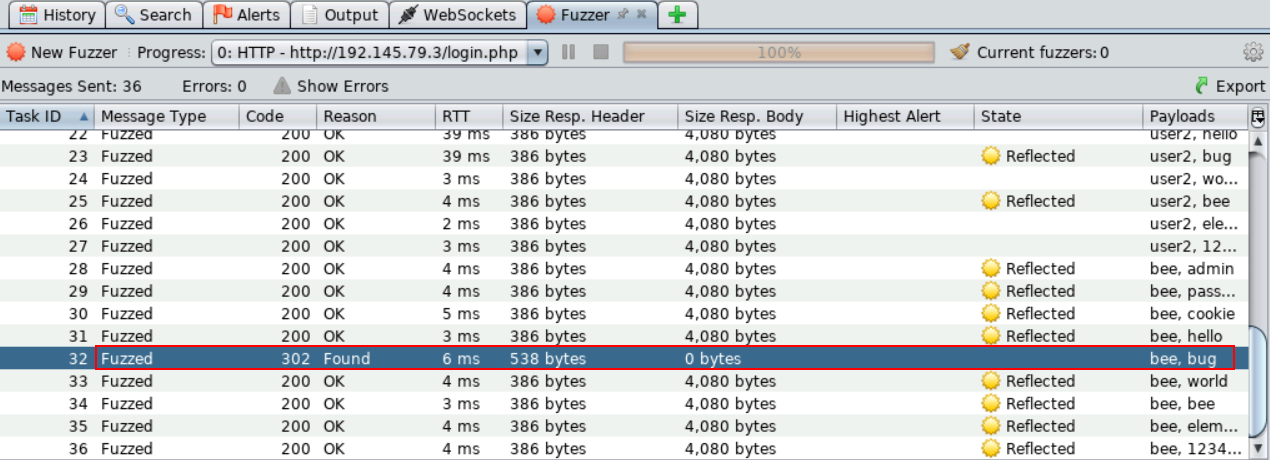 History Search Alerts Output WebSockets Fuzzer
New Fuzzer Progress: 0: HTTP - http://192.145.79.3/login.php 100% Current fuzzers: 0
Messages Sent: 36 Errors: 0 Show Errors Export
Task ID Message Type Code Reason RTT Size Resp. Header Size Resp. Body Highest Alert State Payloads
22 Fuzzed 200 OK 39 ms 386 bytes 4,080 bytes user2, hello
23 Fuzzed 200 OK 39 ms 386 bytes 4,080 bytes Reflected user2, bug
24 Fuzzed 200 OK 3 ms 386 bytes 4,080 bytes user2, wo...
25 Fuzzed 200 OK 4 ms 386 bytes 4,080 bytes Reflected user2, bee
26 Fuzzed 200 OK 2 ms 386 bytes 4,080 bytes user2, ele...
27 Fuzzed 200 OK 3 ms 386 bytes 4,080 bytes user2, 12...
28 Fuzzed 200 OK 4 ms 386 bytes 4,080 bytes Reflected bee, admin
29 Fuzzed 200 OK 4 ms 386 bytes 4,080 bytes Reflected bee, pass...
30 Fuzzed 200 OK 5 ms 386 bytes 4,080 bytes Reflected bee, cookie
31 Fuzzed 200 OK 3 ms 386 bytes 4,080 bytes Reflected bee, hello
32 Fuzzed 302 Found 6 ms 538 bytes 0 bytes bee, bug
33 Fuzzed 200 OK 4 ms 386 bytes 4,080 bytes Reflected bee, world
34 Fuzzed 200 OK 3 ms 386 bytes 4,080 bytes Reflected bee, bee
35 Fuzzed 200 OK 4 ms 386 bytes 4,080 bytes Reflected bee, elem...
36 Fuzzed 200 OK 4 ms 386 bytes 4,080 bytes Reflected bee, 1234...